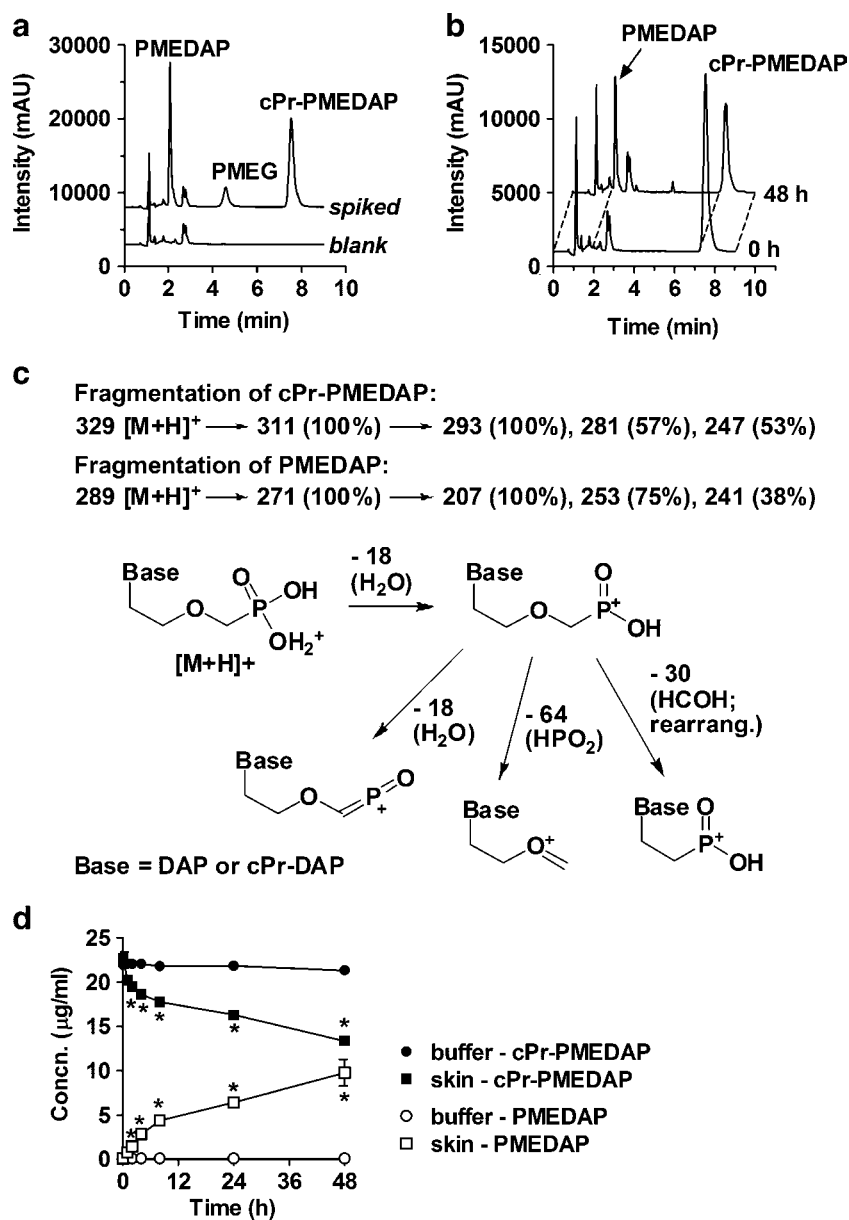 a
30000
20000
10000
0
Intensity (mAU)
PMEDAP
PMEG
cPr-PMEDAP
spiked
blank
0 2 4 6 8 10
Time (min)
b
15000
10000
5000
0
Intensity (mAU)
PMEDAP
cPr-PMEDAP
48 h
0 h
0 2 4 6 8 10
Time (min)
c
Fragmentation of cPr-PMEDAP:
329 [M+H]+ → 311 (100%) → 293 (100%), 281 (57%), 247 (53%)
Fragmentation of PMEDAP:
289 [M+H]+ → 271 (100%) → 207 (100%), 253 (75%), 241 (38%)
Base
O
O
P
OH
OH2+
[M+H]+
- 18
(H2O)
Base
O
O
P+
OH
- 18
(H2O)
- 64
(HPO2)
- 30
(HCOH;
rearrang.)
Base
O
P+
O
Base
O+
Base
O
P+
OH
Base = DAP or cPr-DAP
d
25
20
15
10
5
0
Concn. (µg/ml)
* * * * *
* * * * *
0 12 24 36 48
Time (h)
buffer - cPr-PMEDAP
skin - cPr-PMEDAP
buffer - PMEDAP
skin - PMEDAP